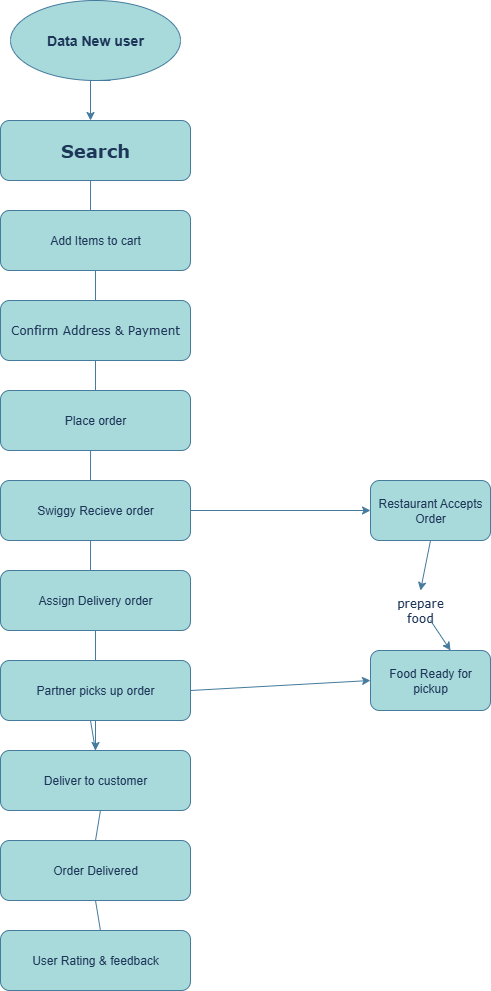 Data New user
Search
Add Items to cart
Confirm Address & Payment
Place order
Swiggy Recieve order
Restaurant Accepts
Order
Assign Delivery order
prepare
food
Partner picks up order
Food Ready for
pickup
Deliver to customer
Order Delivered
User Rating & feedback